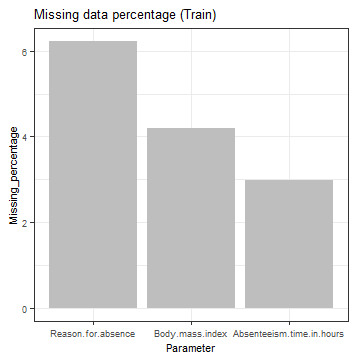 Missing data percentage (Train)
Missing_percentage
6
4
2
0
Reason.for.absence Body.mass.index Absenteeism.time.in.hours
Parameter